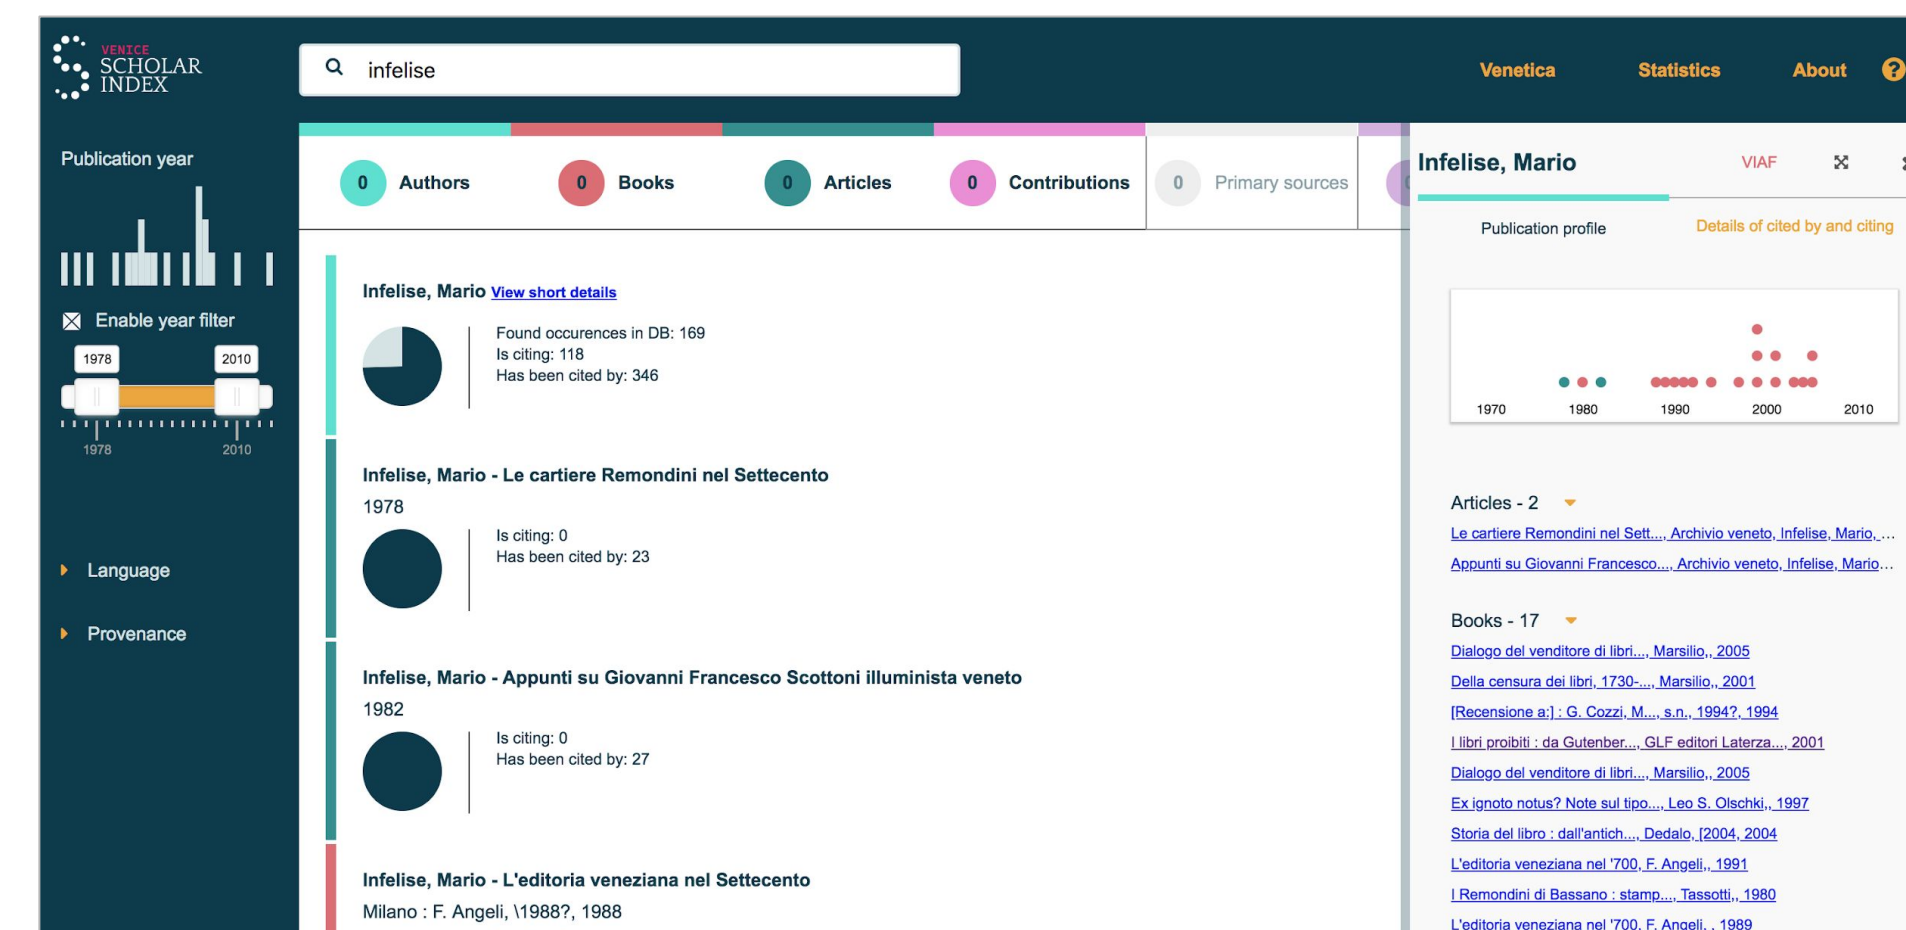 VENICE
SCHOLAR
INDEX
infelise
Venetica
Statistics
About
?
Publication year
Enable year filter
1978
2010
1978
2010
Language
Provenance
0 Authors
0 Books
0 Articles
0 Contributions
0 Primary sources
Infelise, Mario View short details
Found occurences in DB: 169
Is citing: 118
Has been cited by: 346
Infelise, Mario - Le cartiere Remondini nel Settecento
1978
Is citing: 0
Has been cited by: 23
Infelise, Mario - Appunti su Giovanni Francesco Scottoni illuminista veneto
1982
Is citing: 0
Has been cited by: 27
Infelise, Mario - L'editoria veneziana nel Settecento
Milano : F. Angeli, \1988?, 1988
Infelise, Mario
VIAF
Publication profile
Details of cited by and citing
1970 1980 1990 2000 2010
Articles - 2
Le cartiere Remondini nel Sett..., Archivio veneto, Infelise, Mario, ...
Appunti su Giovanni Francesco..., Archivio veneto, Infelise, Mario...
Books - 17
Dialogo del venditore di libri..., Marsilio,, 2005
Della censura dei libri, 1730-..., Marsilio,, 2001
[Recensione a:] : G. Cozzi, M..., s.n., 1994?, 1994
I libri proibiti : da Gutenber..., GLF editori Laterza..., 2001
Dialogo del venditore di libri..., Marsilio,, 2005
Ex ignoto notus? Note sul tipo..., Leo S. Olschki,, 1997
Storia del libro : dall'antich..., Dedalo, [2004, 2004
L'editoria veneziana nel '700, F. Angeli,, 1991
I Remondini di Bassano : stamp..., Tassotti,, 1980
L'editoria veneziana nel '700, F. Angeli, , 1989